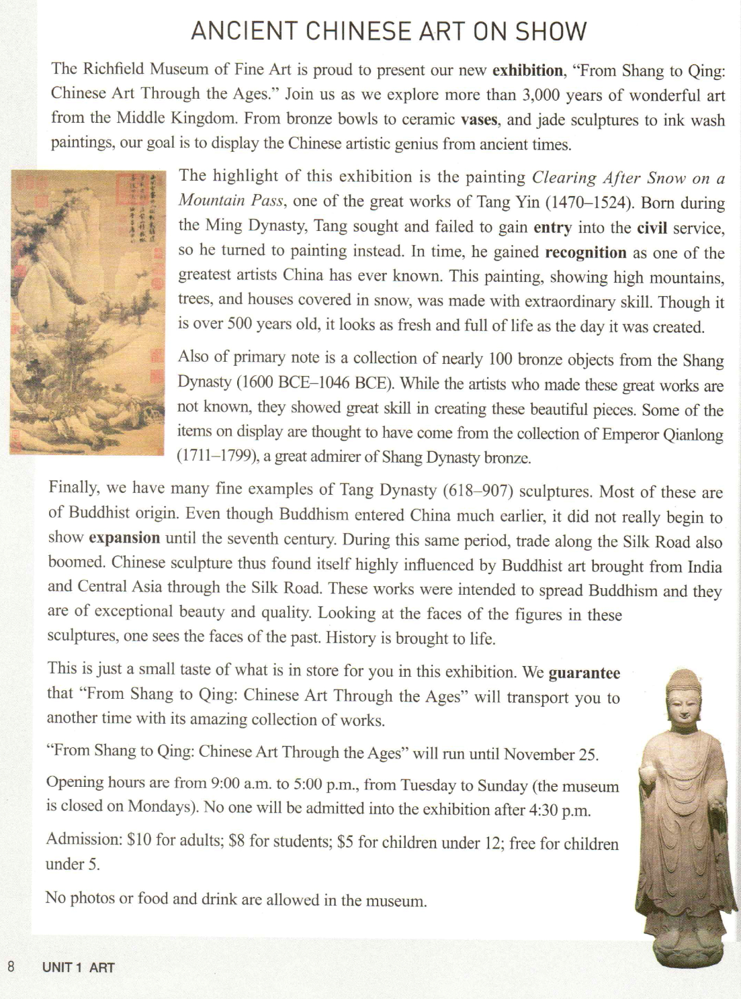 ANCIENT CHINESE ART ON SHOW
The Richfield Museum of Fine Art is proud to present our new exhibition, “From Shang to Qing:
Chinese Art Through the Ages.” Join us as we explore more than 3,000 years of wonderful art
from the Middle Kingdom. From bronze bowls to ceramic vases, and jade sculptures to ink wash
paintings, our goal is to display the Chinese artistic genius from ancient times.
The highlight of this exhibition is the painting Clearing After Snow on a
Mountain Pass, one of the great works of Tang Yin (1470–1524). Born during
the Ming Dynasty, Tang sought and failed to gain entry into the civil service,
so he turned to painting instead. In time, he gained recognition as one of the
greatest artists China has ever known. This painting, showing high mountains,
trees, and houses covered in snow, was made with extraordinary skill. Though it
is over 500 years old, it looks as fresh and full of life as the day it was created.
Also of primary note is a collection of nearly 100 bronze objects from the Shang
Dynasty (1600 BCE–1046 BCE). While the artists who made these great works are
not known, they showed great skill in creating these beautiful pieces. Some of the
items on display are thought to have come from the collection of Emperor Qianlong
(1711–1799), a great admirer of Shang Dynasty bronze.
Finally, we have many fine examples of Tang Dynasty (618–907) sculptures. Most of these are
of Buddhist origin. Even though Buddhism entered China much earlier, it did not really begin to
show expansion until the seventh century. During this same period, trade along the Silk Road also
boomed. Chinese sculpture thus found itself highly influenced by Buddhist art brought from India
and Central Asia through the Silk Road. These works were intended to spread Buddhism and they
are of exceptional beauty and quality. Looking at the faces of the figures in these
sculptures, one sees the faces of the past. History is brought to life.
This is just a small taste of what is in store for you in this exhibition. We guarantee
that “From Shang to Qing: Chinese Art Through the Ages” will transport you to
another time with its amazing collection of works.
“From Shang to Qing: Chinese Art Through the Ages” will run until November 25.
Opening hours are from 9:00 a.m. to 5:00 p.m., from Tuesday to Sunday (the museum
is closed on Mondays). No one will be admitted into the exhibition after 4:30 p.m.
Admission: $10 for adults; $8 for students; $5 for children under 12; free for children
under 5.
No photos or food and drink are allowed in the museum.
8 UNIT 1 ART